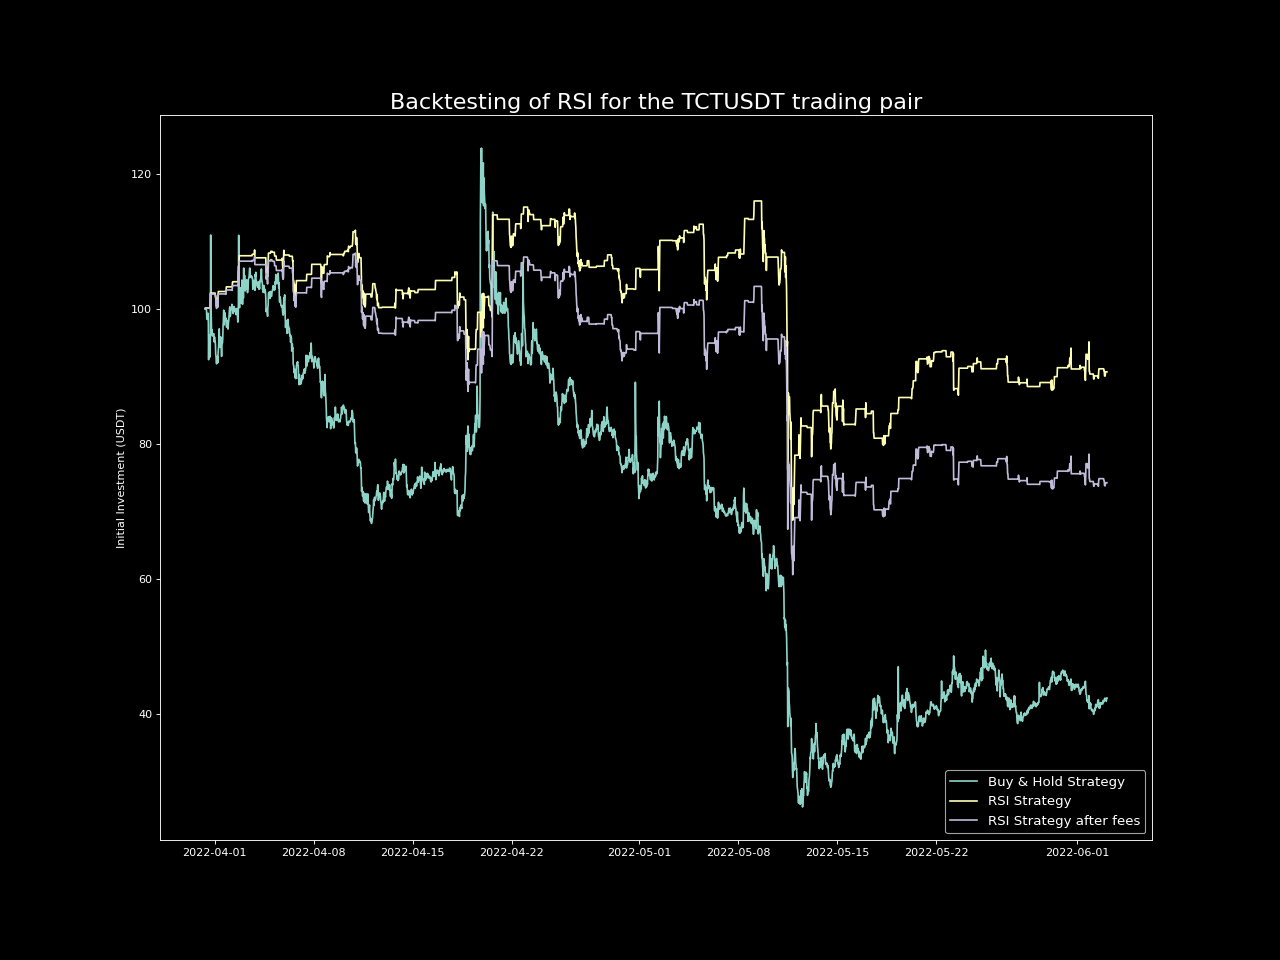 Backtesting of RSI for the TCTUSDT trading pair
Initial Investment (USDT)
120
100
80
60
40
2022-04-01 2022-04-08 2022-04-15 2022-04-22 2022-05-01 2022-05-08 2022-05-15 2022-05-22 2022-06-01
Buy & Hold Strategy
RSI Strategy
RSI Strategy after fees